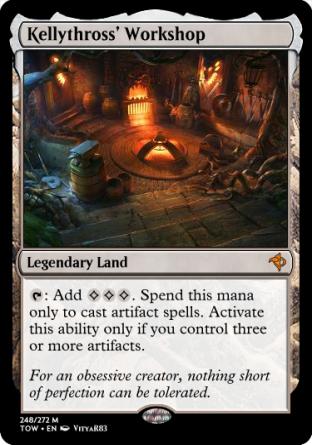 Kellythross' Workshop
Legendary Land
: Add . Spend this mana
only to cast artifact spells. Activate
this ability only if you control three
or more artifacts.
For an obsessive creator, nothing short
of perfection can be tolerated.
248/272 M
TOW • EN VityaR83